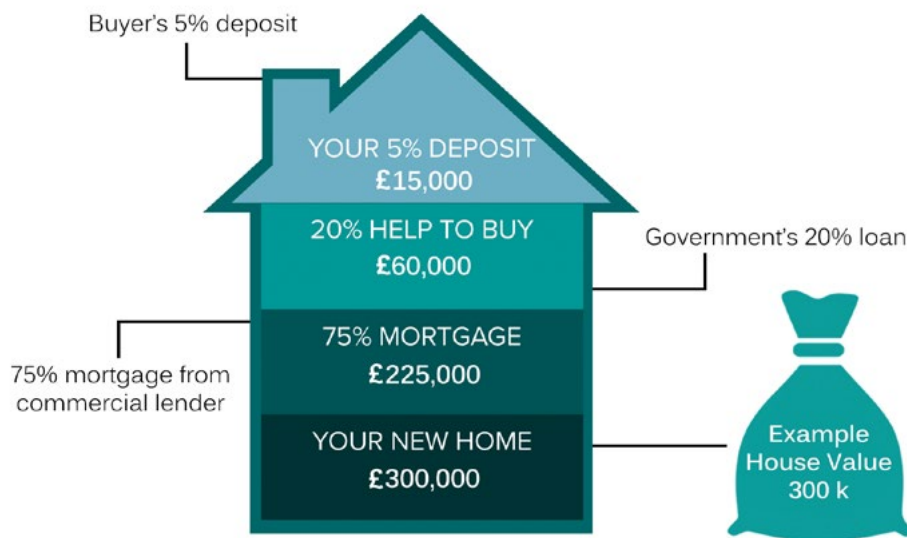 Buyer's 5% deposit
YOUR 5% DEPOSIT
£15,000
20% HELP TO BUY
£60,000
Government's 20% loan
75% MORTGAGE
£225,000
75% mortgage from
commercial lender
YOUR NEW HOME
£300,000
Example
House Value
300 k